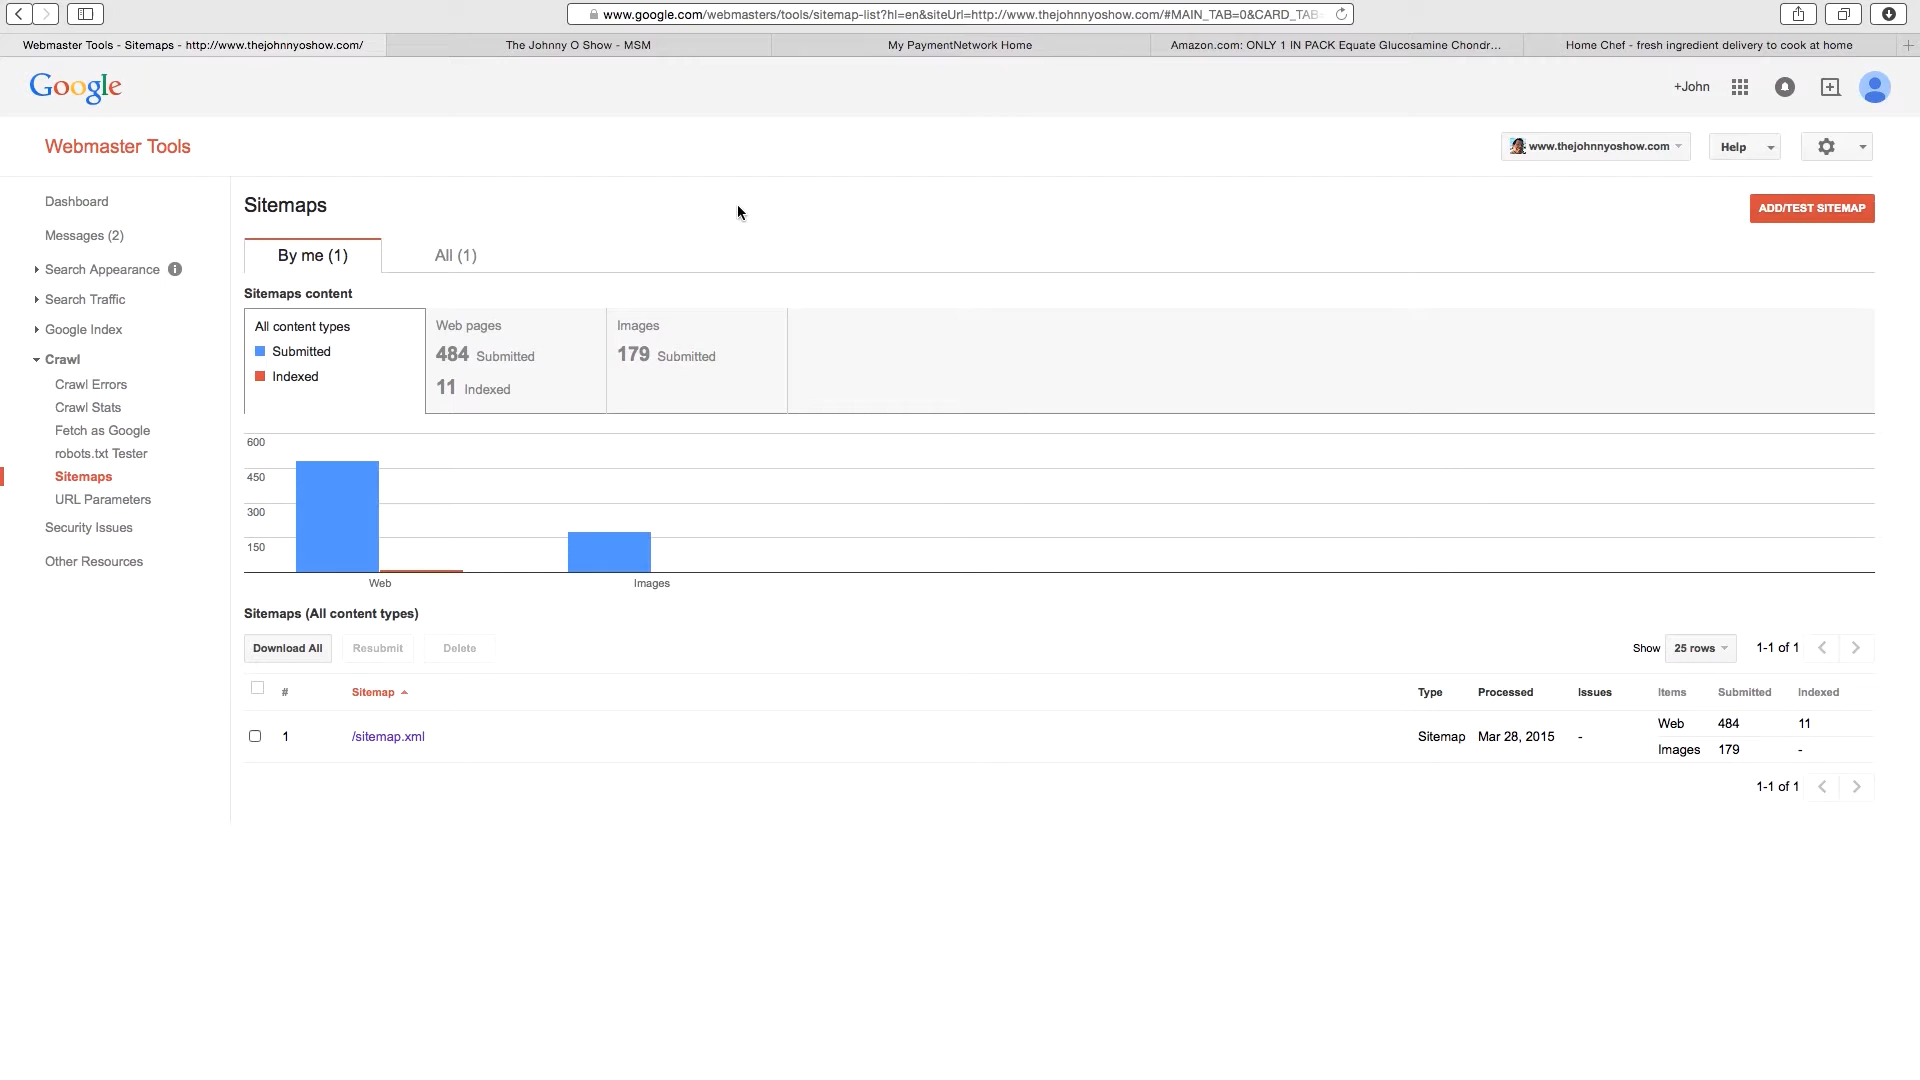 www.google.com/webmasters/tools/sitemap-list?hl=en&siteUrl=http://www.thejohnnyoshow.com/#MAIN_TAB=0&CARD_TAB=
Webmaster Tools - Sitemaps - http://www.thejohnnyoshow.com/
The Johnny O Show - MSM
My PaymentNetwork Home
Amazon.com: ONLY 1 IN PACK Equate Glucosamine Chondr...
Home Chef - fresh ingredient delivery to cook at home
Google
+John
Webmaster Tools
www.thejohnnyoshow.com
Help
Dashboard
Messages (2)
Search Appearance
Search Traffic
Google Index
Crawl
Crawl Errors
Crawl Stats
Fetch as Google
robots.txt Tester
Sitemaps
URL Parameters
Security Issues
Other Resources
Sitemaps
ADD/TEST SITEMAP
By me (1)
All (1)
Sitemaps content
All content types
Submitted
Indexed
Web pages
484 Submitted
11 Indexed
Images
179 Submitted
600
450
300
150
Web
Images
Sitemaps (All content types)
Download All
Resubmit
Delete
Show
25 rows
1-1 of 1
# Sitemap Type Processed Issues Items Submitted Indexed
1 /sitemap.xml Sitemap Mar 28, 2015 - Web 484 11
Images 179 -
1-1 of 1